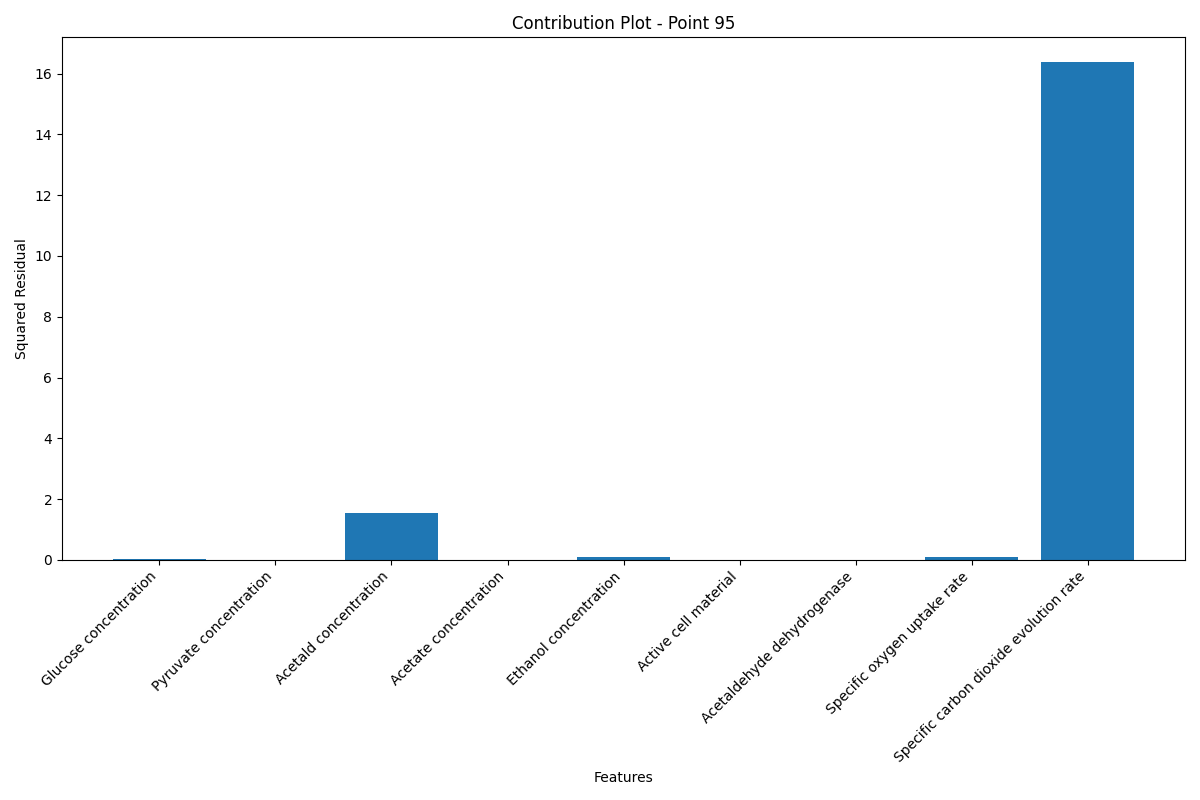 Contribution Plot - Point 95
16
14
12
10
8
6
4
2
0
Squared Residual
Glucose concentration
Pyruvate concentration
Acetald concentration
Acetate concentration
Ethanol concentration
Active cell material
Acetaldehyde dehydrogenase
Specific oxygen uptake rate
Specific carbon dioxide evolution rate
Features